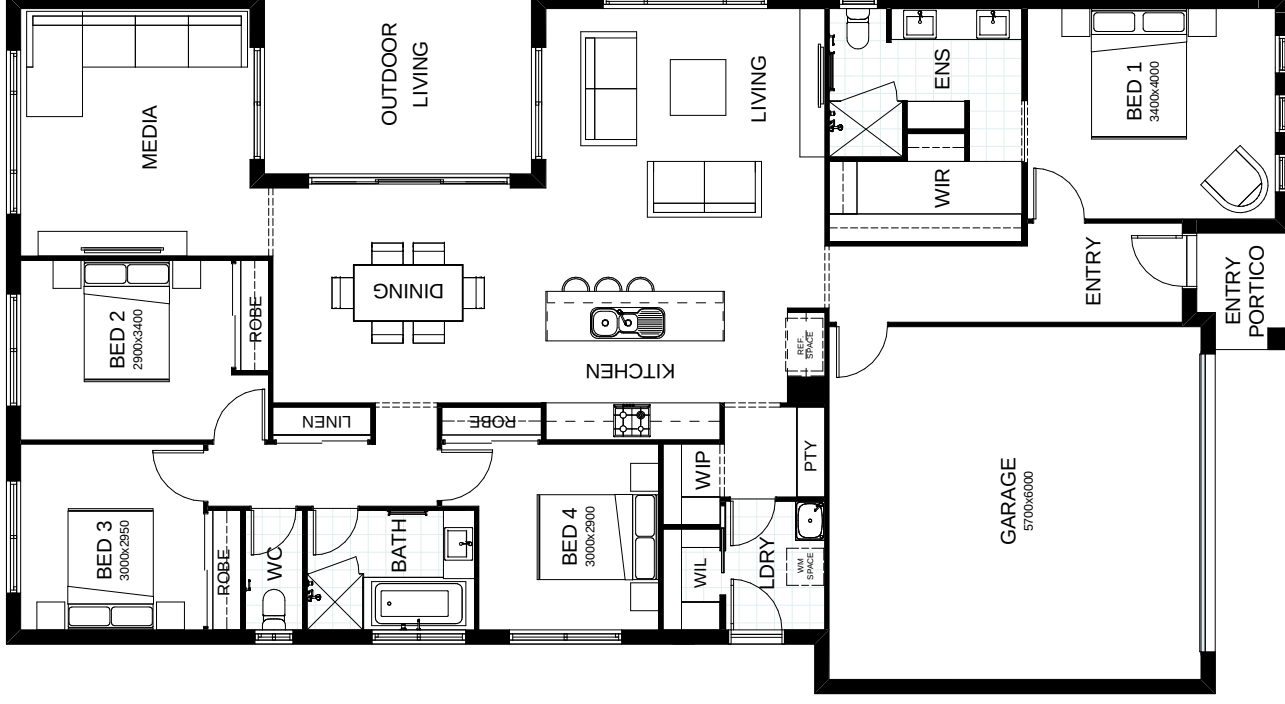 MEDIA
OUTDOOR
LIVING
LIVING
ENS
BED 1
3400x4000
WIR
ENTRY
ENTRY
PORTICO
BED 2
2900x3400
ROBE
DINING
KITCHEN
REF.
SPACE
LINEN
ROBE
WIP
PTY
GARAGE
5700x6000
BED 3
3000x2950
ROBE
WC
BATH
BED 4
3000x2900
WIL
LDRY
WM
SPACE